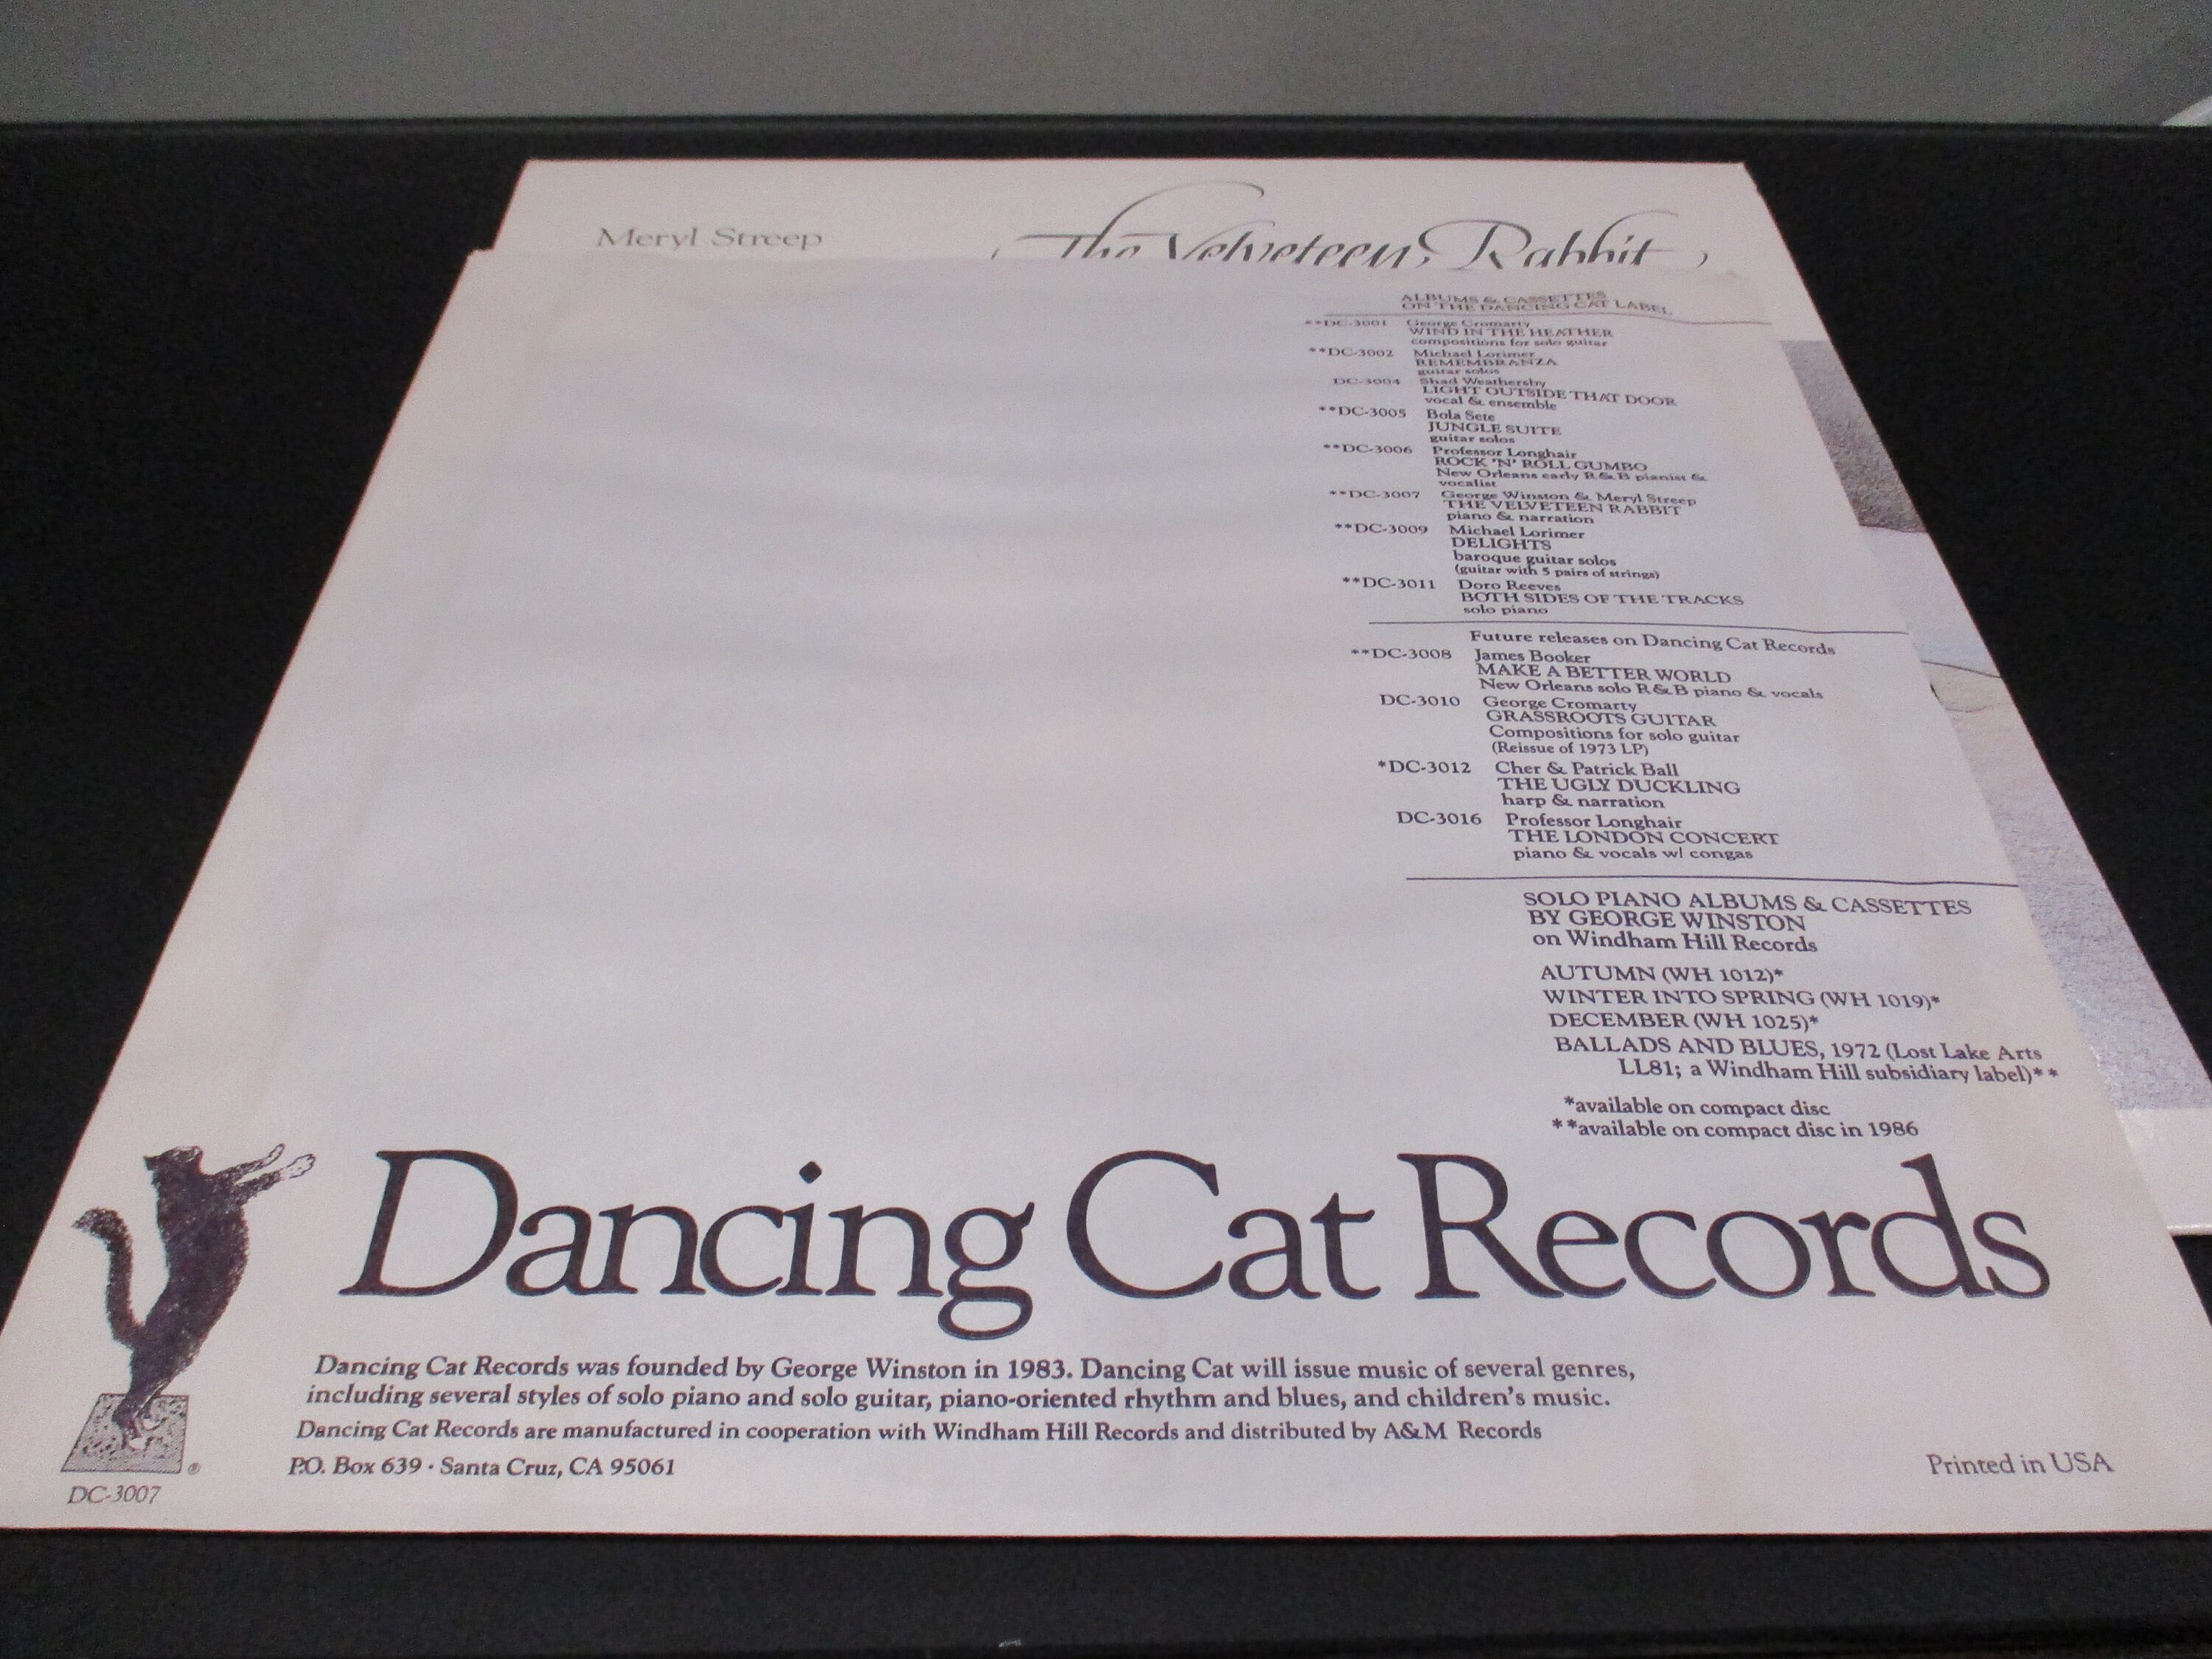 Meryl Streep
The Velveteen Rabbit
ALBUMS & CASSETTES
ON THE DANCING CAT LABEL
**DC-3001 George Cromarty
WIND IN THE HEATHER
compositions for solo guitar
**DC-3002 Michael Lorimer
REMEMBRANZA
guitar solos
DC-3004 Shad Weathersby
LIGHT OUTSIDE THAT DOOR
vocal & ensemble
**DC-3005 Bola Sete
JUNGLE SUITE
guitar solos
**DC-3006 Professor Longhair
ROCK 'N' ROLL GUMBO
New Orleans early R&B pianist &
vocalist
**DC-3007 George Winston & Meryl Streep
THE VELVETEEN RABBIT
piano & narration
**DC-3009 Michael Lorimer
DELIGHTS
baroque guitar solos
(guitar with 5 pairs of strings)
**DC-3011 Doro Reeves
BOTH SIDES OF THE TRACKS
solo piano
Future releases on Dancing Cat Records
**DC-3008 James Booker
MAKE A BETTER WORLD
New Orleans solo R&B piano & vocals
DC-3010 George Cromarty
GRASSROOTS GUITAR
Compositions for solo guitar
(Reissue of 1973 LP)
*DC-3012 Cher & Patrick Ball
THE UGLY DUCKLING
harp & narration
DC-3016 Professor Longhair
THE LONDON CONCERT
piano & vocals w/ congas
SOLO PIANO ALBUMS & CASSETTES
BY GEORGE WINSTON
on Windham Hill Records
AUTUMN (WH 1012)*
WINTER INTO SPRING (WH 1019)*
DECEMBER (WH 1025)*
BALLADS AND BLUES, 1972 (Lost Lake Arts
LL81; a Windham Hill subsidiary label)**
*available on compact disc
**available on compact disc in 1986
Dancing Cat Records
Dancing Cat Records was founded by George Winston in 1983. Dancing Cat will issue music of several genres,
including several styles of solo piano and solo guitar, piano-oriented rhythm and blues, and children's music.
Dancing Cat Records are manufactured in cooperation with Windham Hill Records and distributed by A&M Records
P.O. Box 639 · Santa Cruz, CA 95061
®
DC-3007
Printed in USA